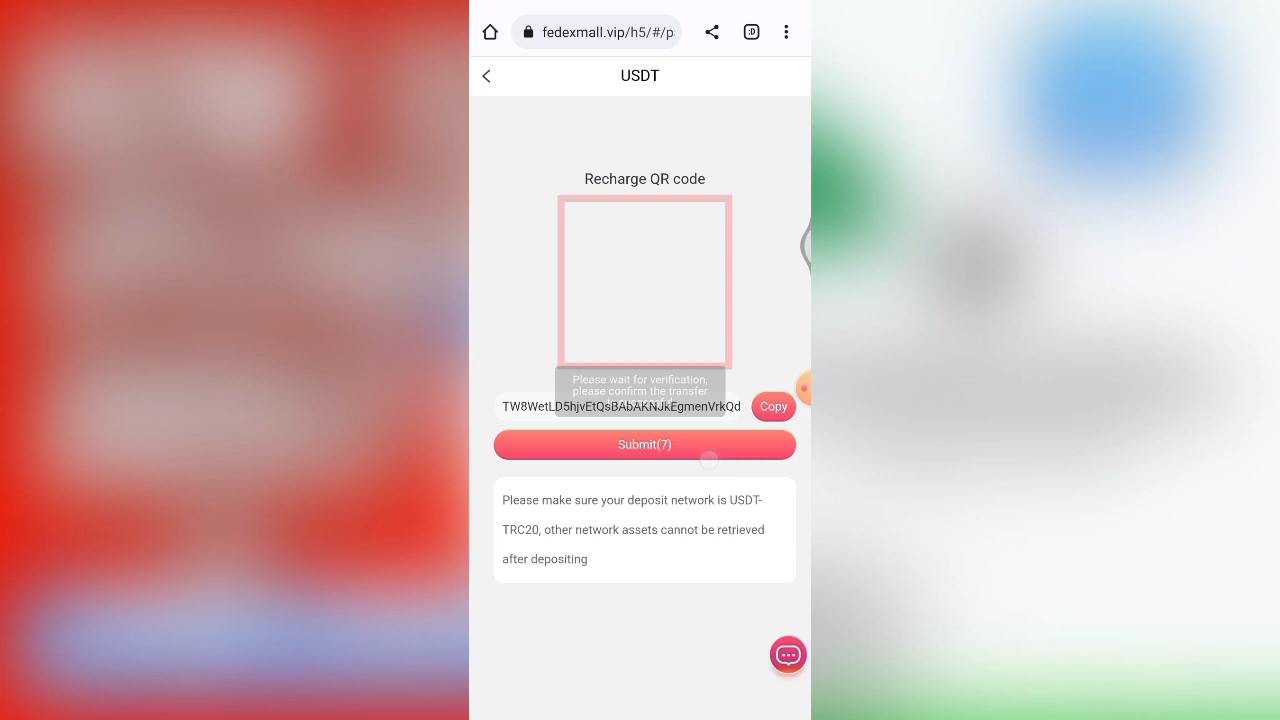 fedexmall.vip/h5/#/p
:D
USDT
Recharge QR code
Please wait for verification,
please confirm the transfer
TW8WetLD5hjvEtQsBAbAKNJkEgmenVrkQd
Copy
Submit(7)
Please make sure your deposit network is USDT-
TRC20, other network assets cannot be retrieved
after depositing